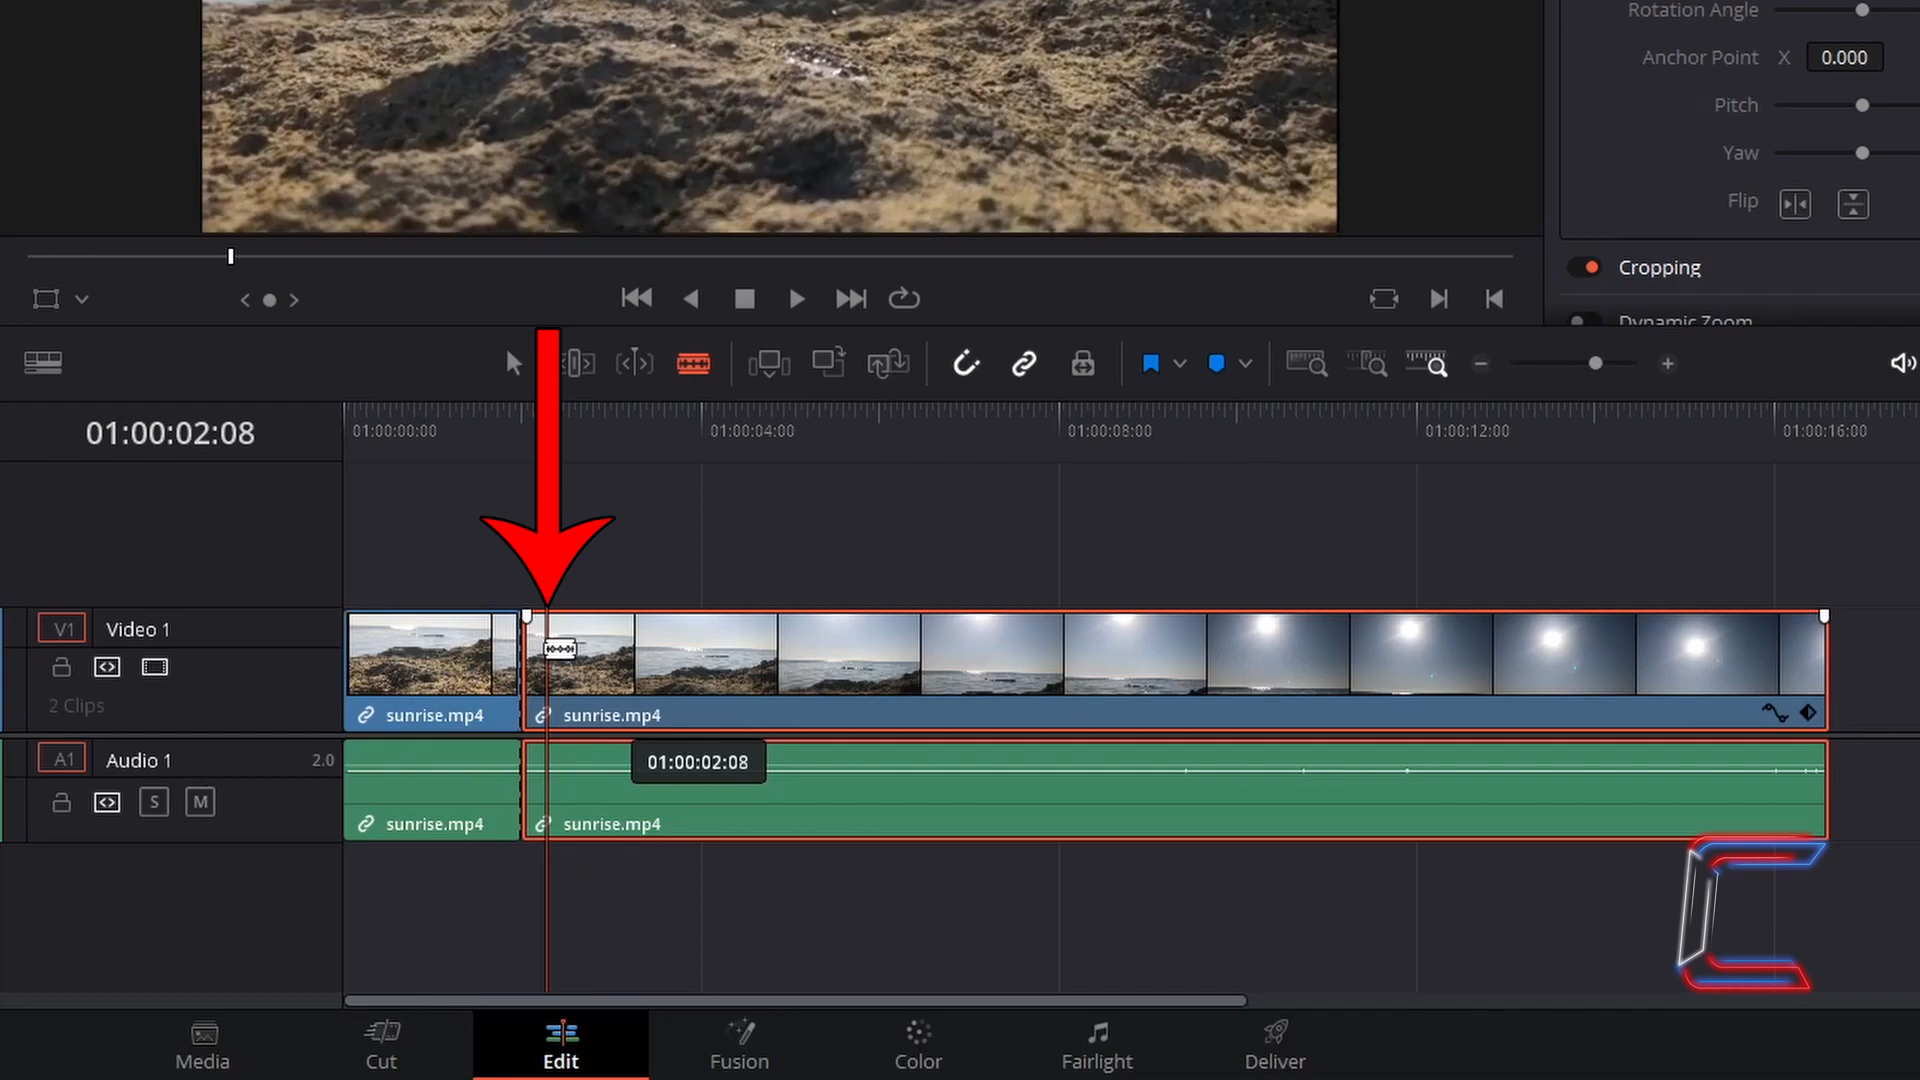 Rotation Angle
Anchor Point X 0.000
Pitch
Yaw
Flip
Cropping
Dynamic Zoom
01:00:02:08
01:00:00:00
01:00:04:00
01:00:08:00
01:00:12:00
01:00:16:00
V1 Video 1
2 Clips
sunrise.mp4
sunrise.mp4
A1 Audio 1 2.0
01:00:02:08
S M
sunrise.mp4
sunrise.mp4
C
Media
Cut
Edit
Fusion
Color
Fairlight
Deliver